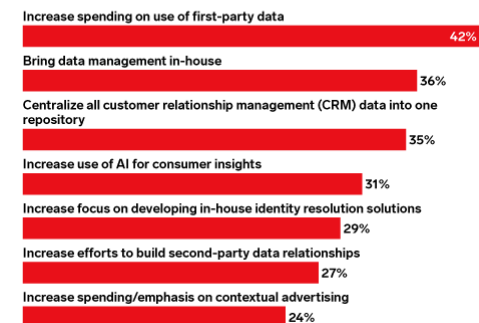 Increase spending on use of first-party data
42%
Bring data management in-house
36%
Centralize all customer relationship management (CRM) data into one
repository
35%
Increase use of AI for consumer insights
31%
Increase focus on developing in-house identity resolution solutions
29%
Increase efforts to build second-party data relationships
27%
Increase spending/emphasis on contextual advertising
24%